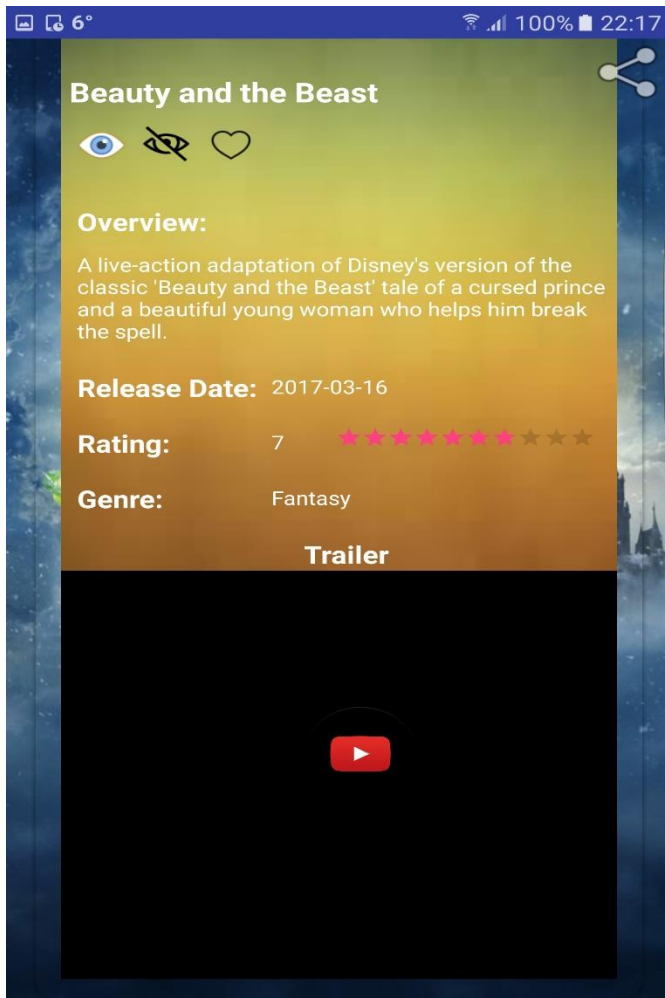 6° 100% 22:17
Beauty and the Beast
Overview:
A live-action adaptation of Disney's version of the
classic 'Beauty and the Beast' tale of a cursed prince
and a beautiful young woman who helps him break
the spell.
Release Date: 2017-03-16
Rating: 7
Genre: Fantasy
Trailer